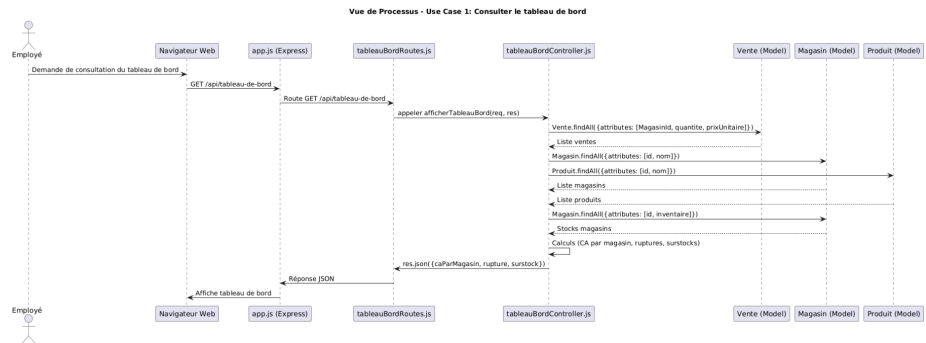 Vue de Processus - Use Case 1: Consulter le tableau de bord
Employé
Navigateur Web
app.js (Express)
tableauBordRoutes.js
tableauBordController.js
Vente (Model)
Magasin (Model)
Produit (Model)
Demande de consultation du tableau de bord
GET /api/tableau-de-bord
Route GET /api/tableau-de-bord
appeler afficherTableauBord(req, res)
Vente.findAll({attributes: [MagasinId, quantite, prixUnitaire]})
Liste ventes
Magasin.findAll({attributes: [id, nom]})
Produit.findAll({attributes: [id, nom]})
Liste magasins
Liste produits
Magasin.findAll({attributes: [id, inventaire]})
Stocks magasins
Calculs (CA par magasin, ruptures, surstocks)
res.json({caParMagasin, rupture, surstock})
Réponse JSON
Affiche tableau de bord
Employé
Navigateur Web
app.js (Express)
tableauBordRoutes.js
tableauBordController.js
Vente (Model)
Magasin (Model)
Produit (Model)